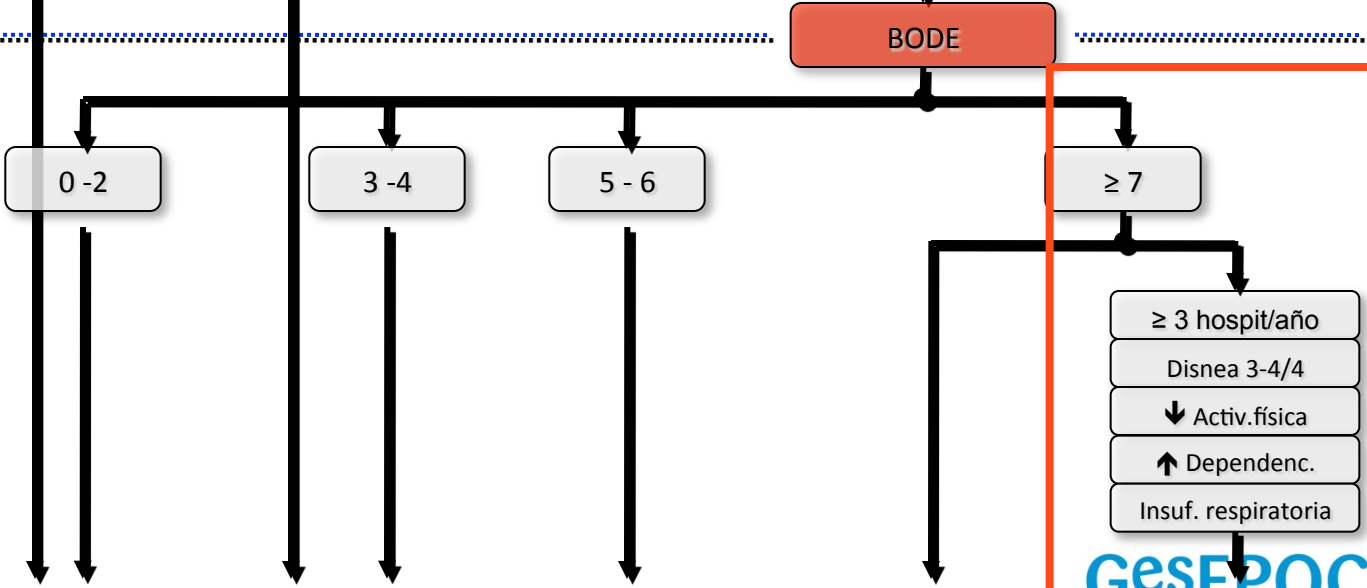 BODE
0 -2
3 -4
5 - 6
≥ 7
≥ 3 hospit/año
Disnea 3-4/4
↓ Activ.física
↑ Dependenc.
Insuf. respiratoria
GesEPOC